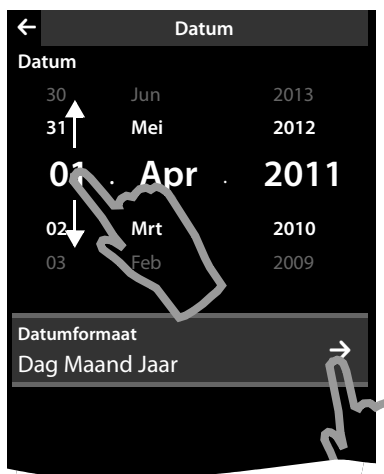 Datum
Datum
30 Jun 2013
31 Mei 2012
01 . Apr . 2011
02 Mrt 2010
03 Feb 2009
Datumformaat
Dag Maand Jaar